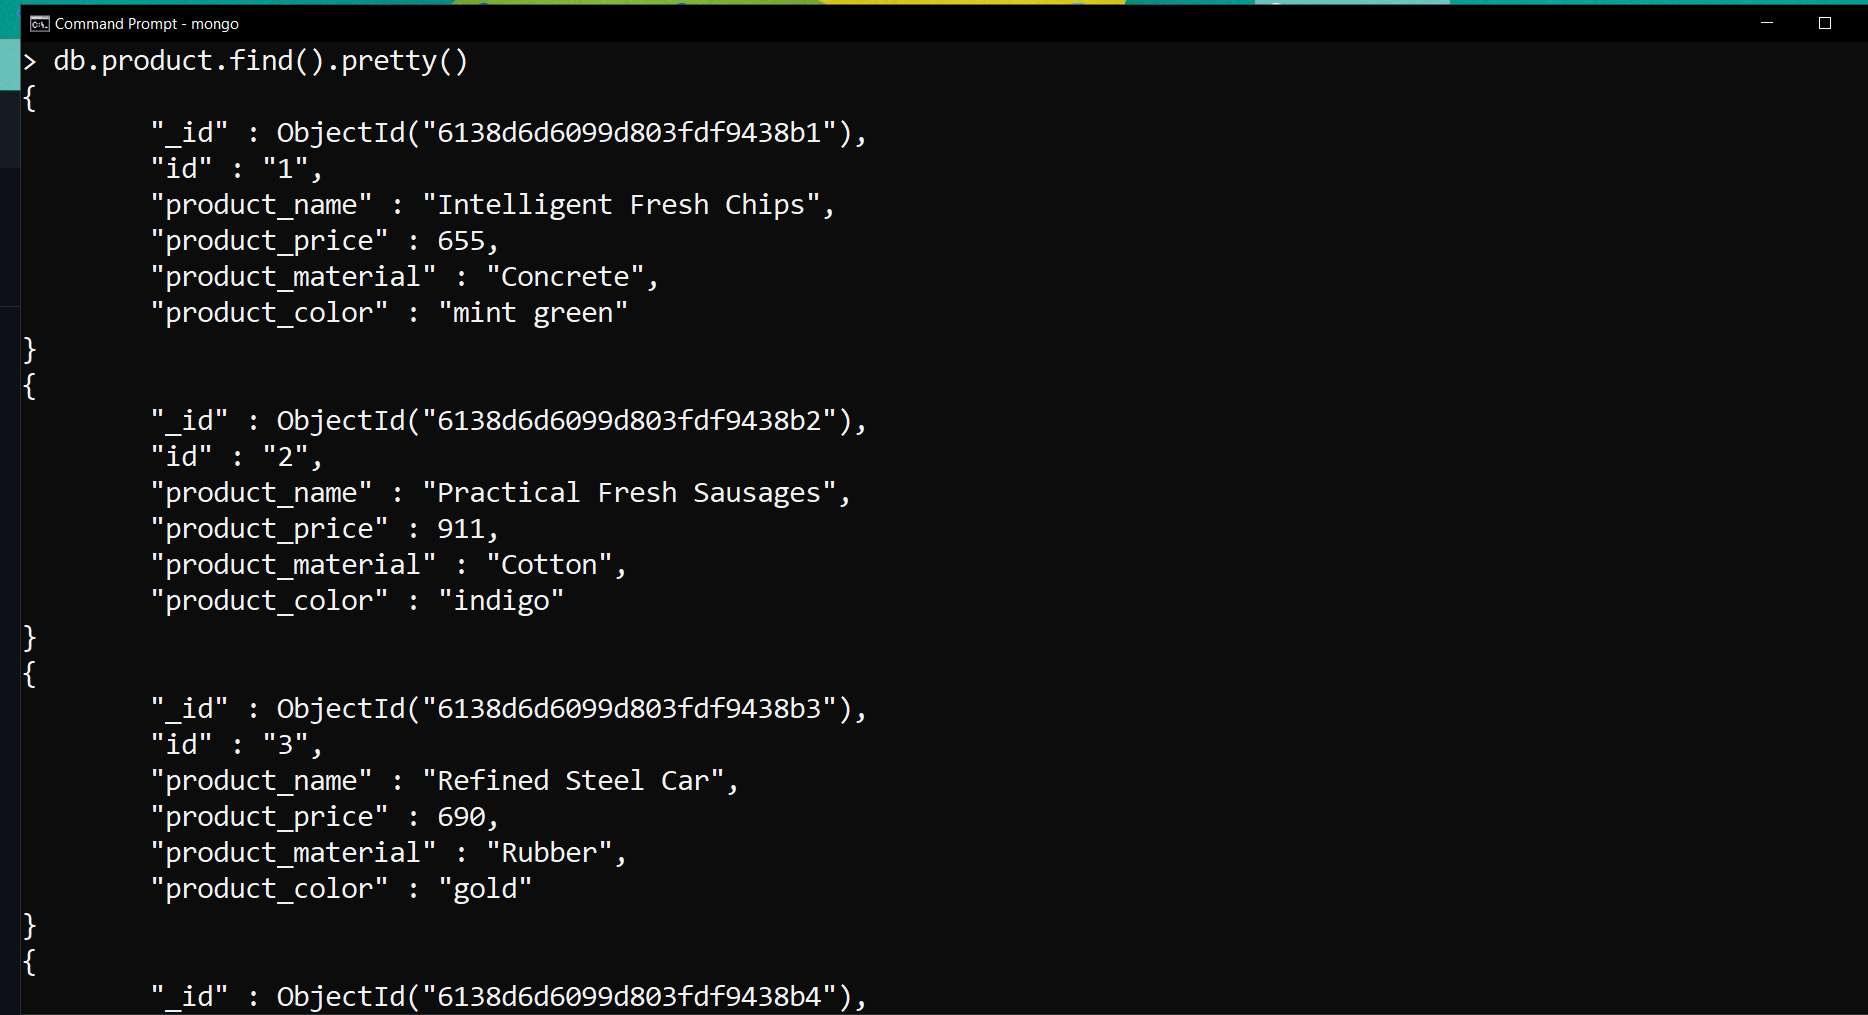 Command Prompt - mongo
> db.product.find().pretty()
{
"_id" : ObjectId("6138d6d6099d803fdf9438b1"),
"id" : "1",
"product_name" : "Intelligent Fresh Chips",
"product_price" : 655,
"product_material" : "Concrete",
"product_color" : "mint green"
}
{
"_id" : ObjectId("6138d6d6099d803fdf9438b2"),
"id" : "2",
"product_name" : "Practical Fresh Sausages",
"product_price" : 911,
"product_material" : "Cotton",
"product_color" : "indigo"
}
{
"_id" : ObjectId("6138d6d6099d803fdf9438b3"),
"id" : "3",
"product_name" : "Refined Steel Car",
"product_price" : 690,
"product_material" : "Rubber",
"product_color" : "gold"
}
{
"_id" : ObjectId("6138d6d6099d803fdf9438b4"),